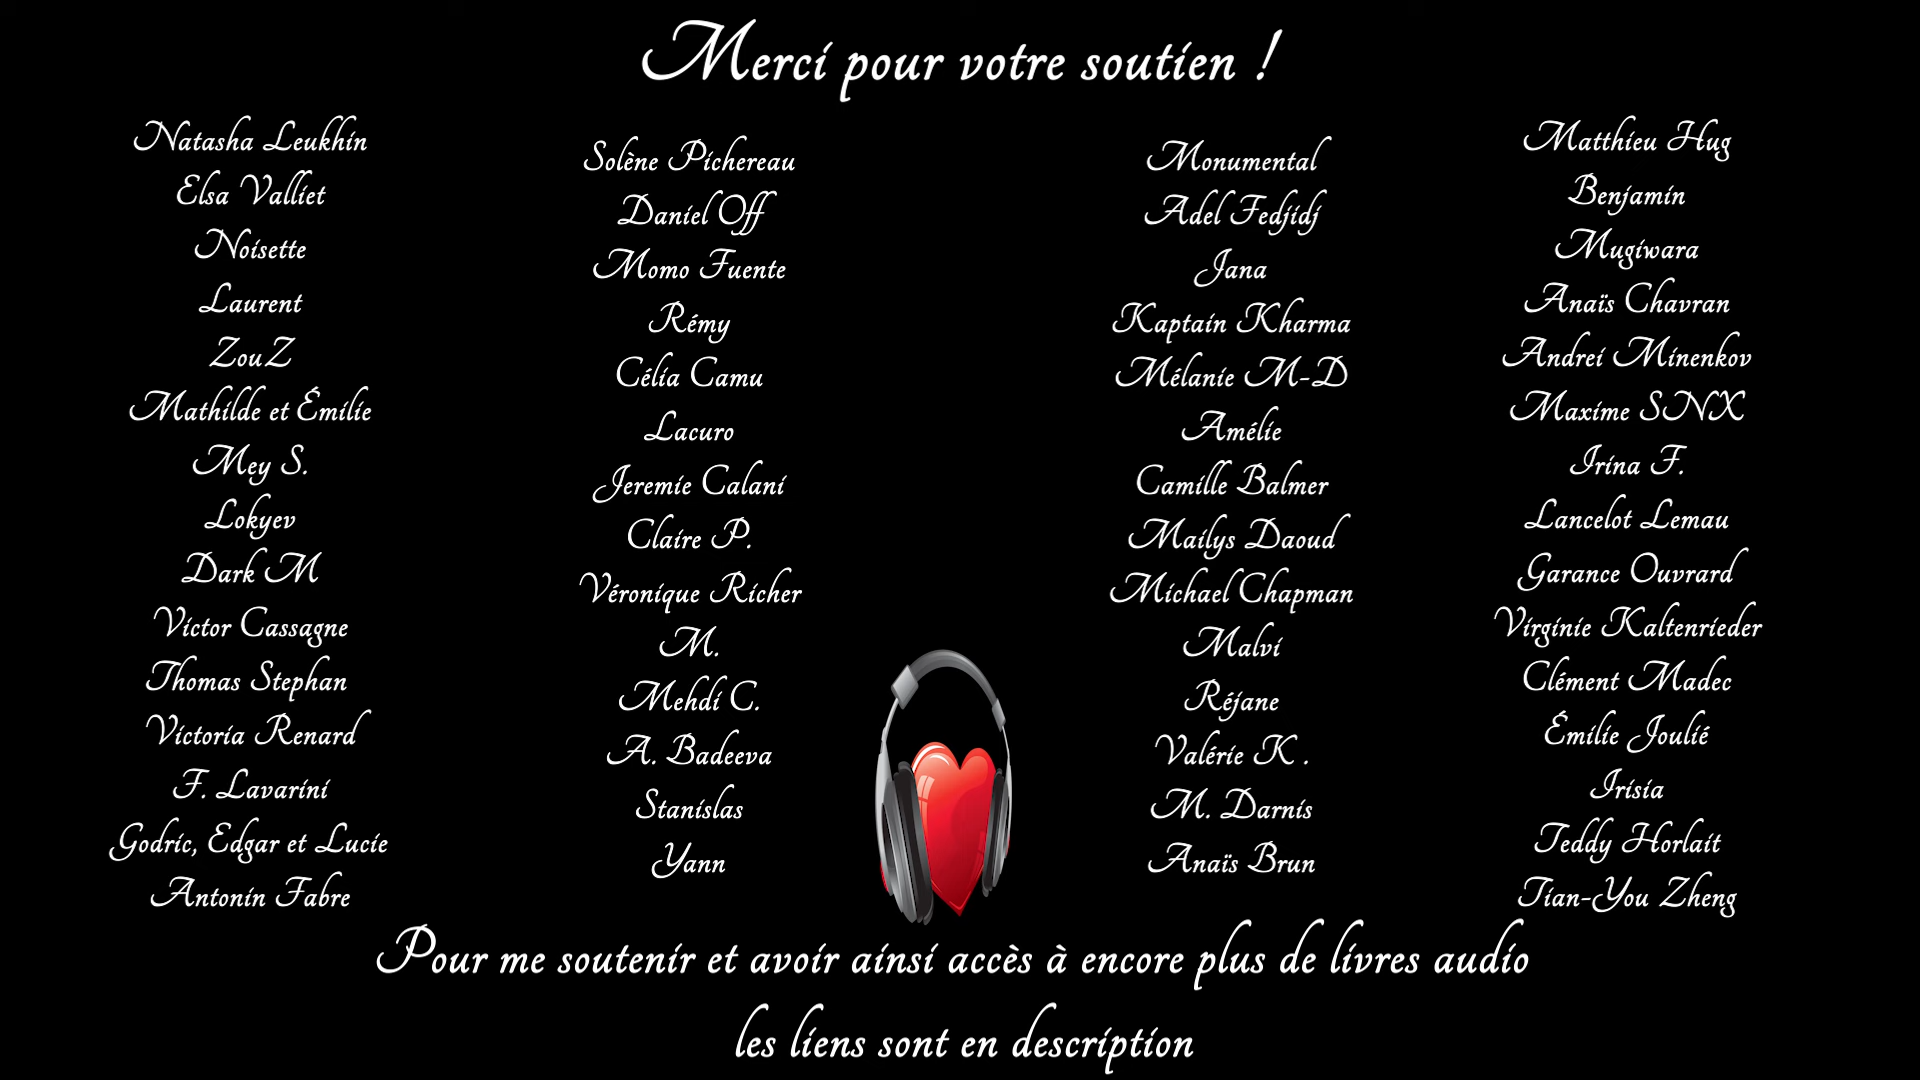 Merci pour votre soutien !
Natasha Leukhin
Elsa Valliet
Noisette
Laurent
ZouZ
Mathilde et Émilie
Mey S.
Lokyev
Dark M
Victor Cassagne
Thomas Stephan
Victoria Renard
F. Lavarini
Godric, Edgar et Lucie
Antonin Fabre
Solène Pichereau
Daniel Off
Momo Fuente
Rémy
Célia Camu
Lacuro
Jeremie Calani
Claire P.
Véronique Richer
M.
Mehdi C.
A. Badeeva
Stanislas
Yann
Monumental
Adel Fedjidj
Jana
Kaptain Kharma
Mélanie M-D
Amélie
Camille Balmer
Mailys Daoud
Michael Chapman
Malvi
Réjane
Valérie K .
M. Darnis
Anaïs Brun
Matthieu Hug
Benjamin
Mugiwara
Anaïs Chavran
Andrei Minenkov
Maxime SNX
Irina F.
Lancelot Lemau
Garance Ouvrard
Virginie Kaltenrieder
Clément Madec
Émilie Joulié
Irisia
Teddy Horlait
Tian-You Zheng
Pour me soutenir et avoir ainsi accès à encore plus de livres audio
les liens sont en description